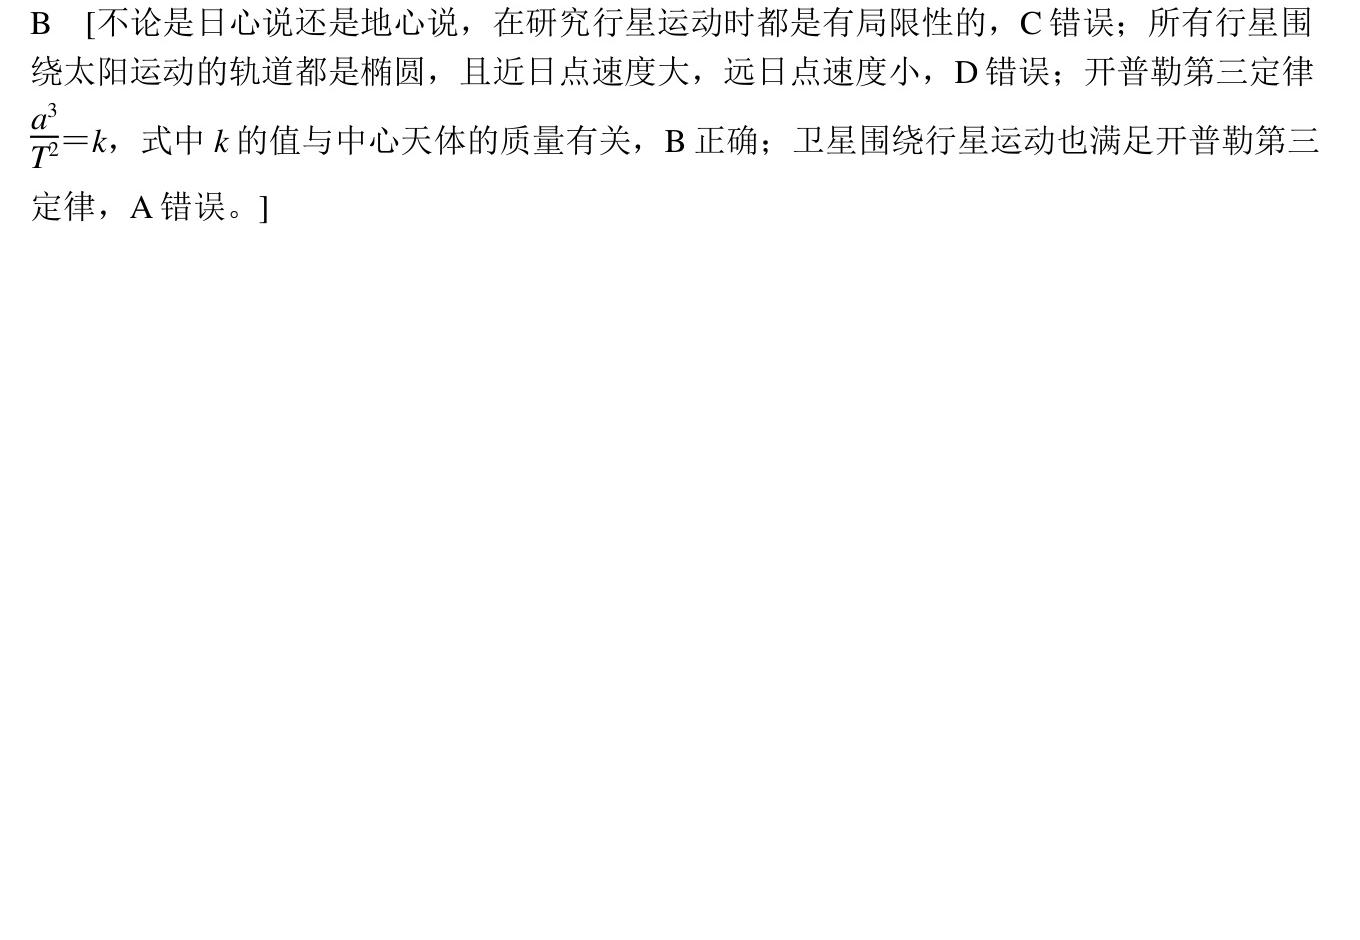 B [不论是日心说还是地心说，在研究行星运动时都是有局限性的，C 错误；所有行星围
绕太阳运动的轨道都是椭圆，且近日点速度大，远日点速度小，D 错误；开普勒第三定律
a³/T²=k，式中 k 的值与中心天体的质量有关，B 正确；卫星围绕行星运动也满足开普勒第三
定律，A 错误。]